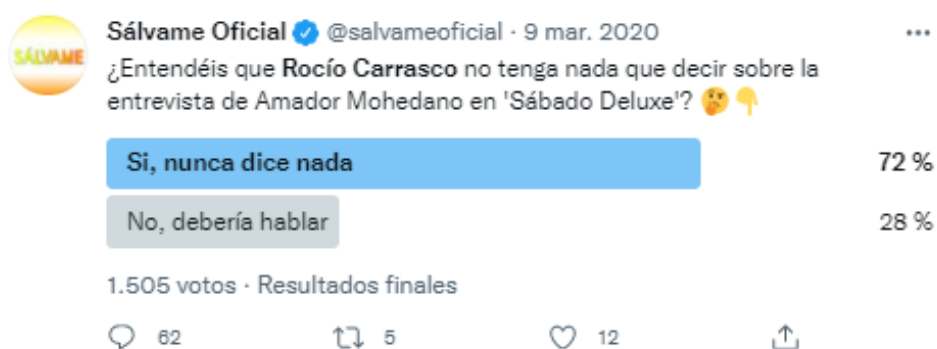 SÁLVAME
Sálvame Oficial @salvameoficial · 9 mar. 2020
¿Entendéis que Rocío Carrasco no tenga nada que decir sobre la
entrevista de Amador Mohedano en 'Sábado Deluxe'? 🤔 👇
Si, nunca dice nada 72 %
No, debería hablar 28 %
1.505 votos · Resultados finales
62 5 12